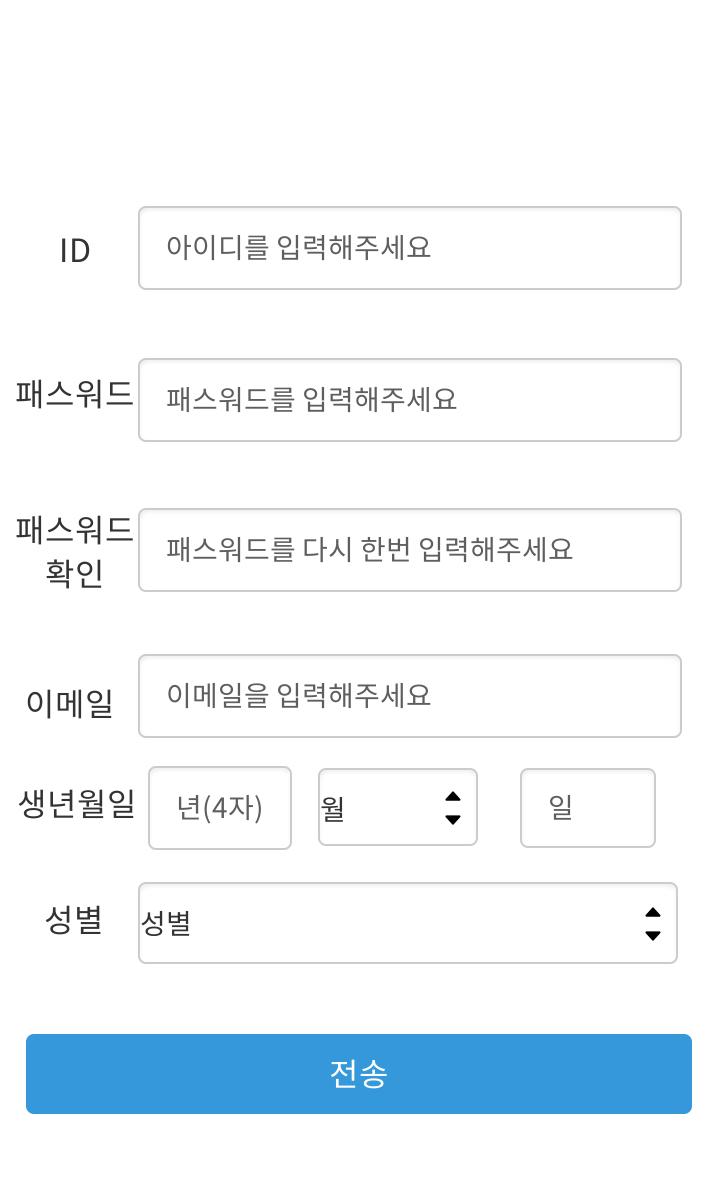 ID
아이디를 입력해주세요
패스워드
패스워드를 입력해주세요
패스워드
확인
패스워드를 다시 한번 입력해주세요
이메일
이메일을 입력해주세요
생년월일 년(4자) 월 일
성별
성별
전송